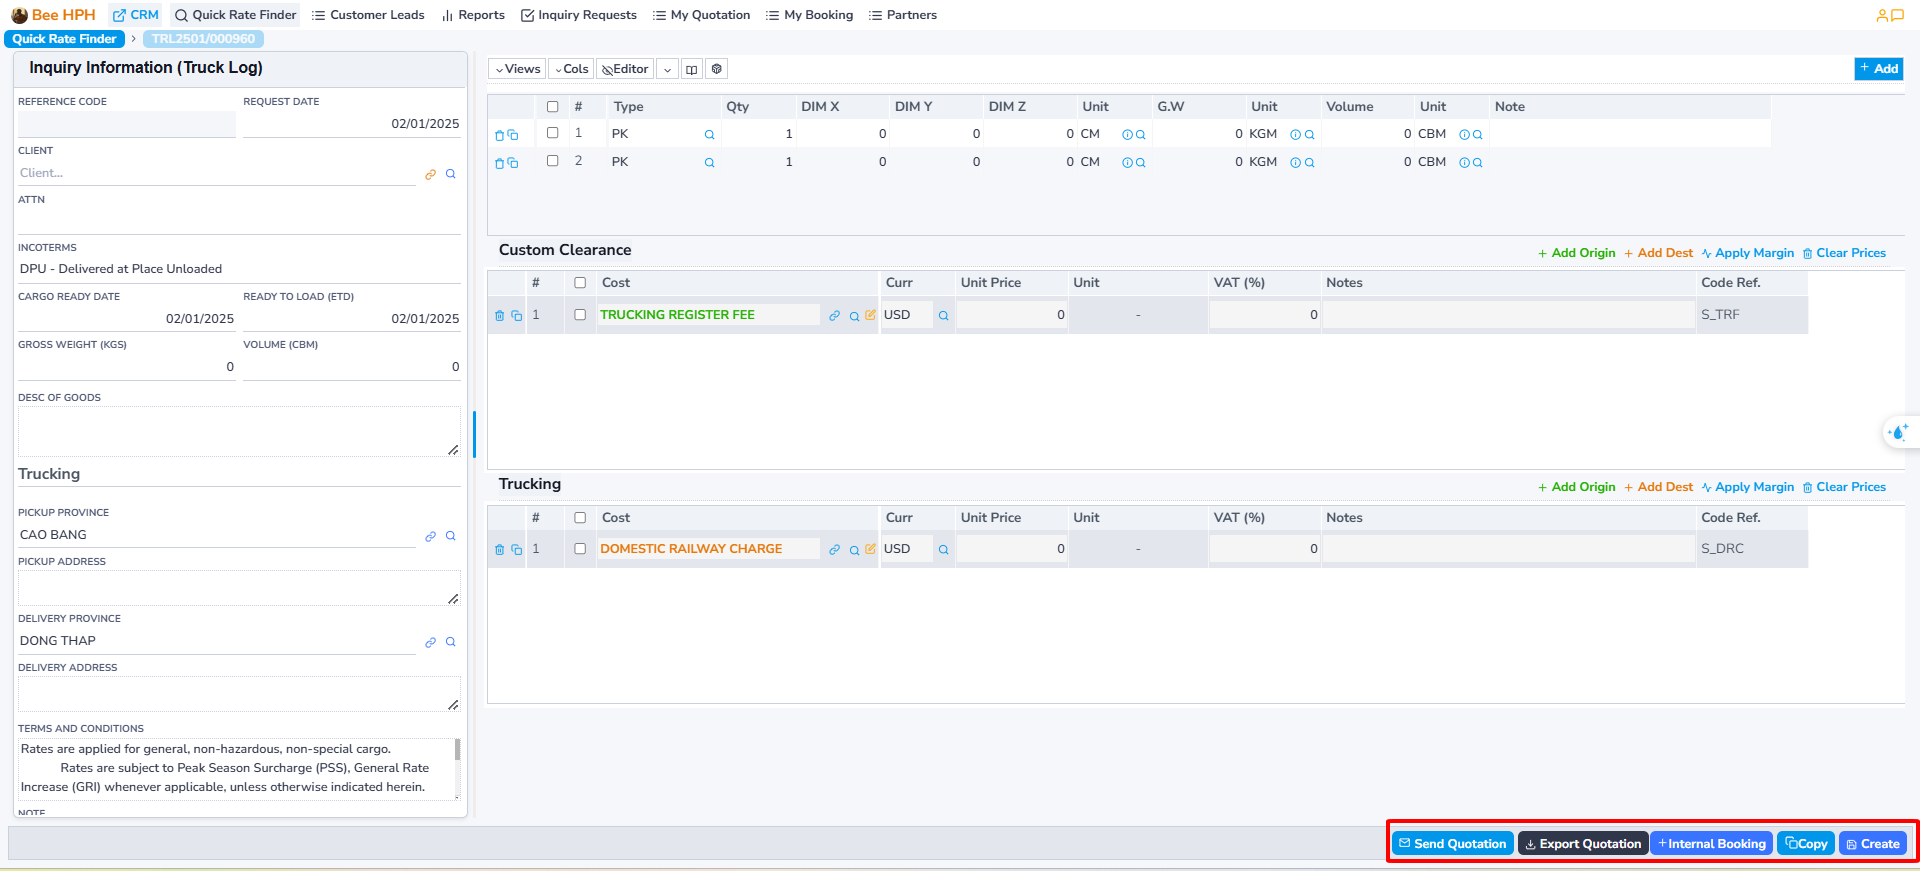 Bee HPH CRM Quick Rate Finder Customer Leads Reports Inquiry Requests My Quotation My Booking Partners
Quick Rate Finder > TRL2501/000960
Inquiry Information (Truck Log)
REFERENCE CODE REQUEST DATE
02/01/2025
CLIENT
Client...
ATTN
INCOTERMS
DPU - Delivered at Place Unloaded
CARGO READY DATE READY TO LOAD (ETD)
02/01/2025 02/01/2025
GROSS WEIGHT (KGS) VOLUME (CBM)
0 0
DESC OF GOODS
Trucking
PICKUP PROVINCE
CAO BANG
PICKUP ADDRESS
DELIVERY PROVINCE
DONG THAP
DELIVERY ADDRESS
TERMS AND CONDITIONS
Rates are applied for general, non-hazardous, non-special cargo.
Rates are subject to Peak Season Surcharge (PSS), General Rate
Increase (GRI) whenever applicable, unless otherwise indicated herein.
NOTE
Views Cols Editor + Add
# Type Qty DIM X DIM Y DIM Z Unit G.W Unit Volume Unit Note
1 PK 1 0 0 0 CM 0 KGM 0 CBM
2 PK 1 0 0 0 CM 0 KGM 0 CBM
Custom Clearance + Add Origin + Add Dest Apply Margin Clear Prices
# Cost Curr Unit Price Unit VAT (%) Notes Code Ref.
1 TRUCKING REGISTER FEE USD 0 - 0 S_TRF
Trucking + Add Origin + Add Dest Apply Margin Clear Prices
# Cost Curr Unit Price Unit VAT (%) Notes Code Ref.
1 DOMESTIC RAILWAY CHARGE USD 0 - 0 S_DRC
Send Quotation Export Quotation +Internal Booking Copy Create